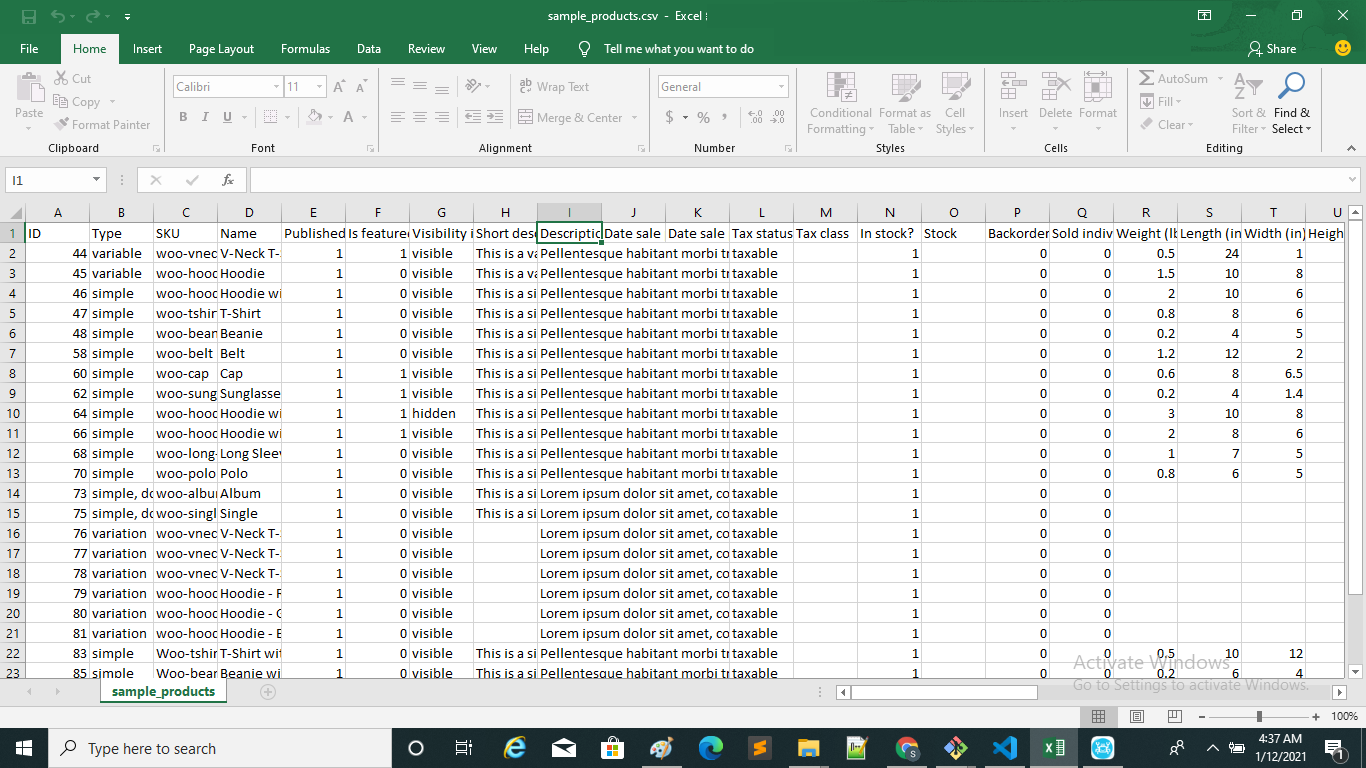 sample_products.csv - Excel
File Home Insert Page Layout Formulas Data Review View Help Tell me what you want to do Share
Paste
Cut
Copy
Format Painter
Clipboard
Calibri 11
B I U A
Font
Wrap Text
Merge & Center
Alignment
General
$ % ,
Number
Conditional Formatting
Format as Table
Cell Styles
Styles
Insert Delete Format
Cells
AutoSum
Fill
Clear
Sort & Filter
Find & Select
Editing
I1 fx
A B C D E F G H I J K L M N O P Q R S T U
1 ID Type SKU Name Published Is feature Visibility i Short des Descriptio Date sale Date sale Tax status Tax class In stock? Stock Backorder Sold indiv Weight (lb Length (in Width (in) Heigh
2 44 variable woo-vnec V-Neck T- 1 1 visible This is a va Pellentesque habitant morbi tr taxable 1 0 0 0.5 24 1
3 45 variable woo-hooc Hoodie 1 0 visible This is a va Pellentesque habitant morbi tr taxable 1 0 0 1.5 10 8
4 46 simple woo-hooc Hoodie wi 1 0 visible This is a si Pellentesque habitant morbi tr taxable 1 0 0 2 10 6
5 47 simple woo-tshir T-Shirt 1 0 visible This is a si Pellentesque habitant morbi tr taxable 1 0 0 0.8 8 6
6 48 simple woo-bear Beanie 1 0 visible This is a si Pellentesque habitant morbi tr taxable 1 0 0 0.2 4 5
7 58 simple woo-belt Belt 1 0 visible This is a si Pellentesque habitant morbi tr taxable 1 0 0 1.2 12 2
8 60 simple woo-cap Cap 1 1 visible This is a si Pellentesque habitant morbi tr taxable 1 0 0 0.6 8 6.5
9 62 simple woo-sung Sunglasse 1 1 visible This is a si Pellentesque habitant morbi tr taxable 1 0 0 0.2 4 1.4
10 64 simple woo-hooc Hoodie wi 1 1 hidden This is a si Pellentesque habitant morbi tr taxable 1 0 0 3 10 8
11 66 simple woo-hooc Hoodie wi 1 1 visible This is a si Pellentesque habitant morbi tr taxable 1 0 0 2 8 6
12 68 simple woo-long- Long Sleev 1 0 visible This is a si Pellentesque habitant morbi tr taxable 1 0 0 1 7 5
13 70 simple woo-polo Polo 1 0 visible This is a si Pellentesque habitant morbi tr taxable 1 0 0 0.8 6 5
14 73 simple, do woo-albu Album 1 0 visible This is a si Lorem ipsum dolor sit amet, co taxable 1 0 0
15 75 simple, do woo-singl Single 1 0 visible This is a si Lorem ipsum dolor sit amet, co taxable 1 0 0
16 76 variation woo-vnec V-Neck T- 1 0 visible Lorem ipsum dolor sit amet, co taxable 1 0 0
17 77 variation woo-vnec V-Neck T- 1 0 visible Lorem ipsum dolor sit amet, co taxable 1 0 0
18 78 variation woo-vnec V-Neck T- 1 0 visible Lorem ipsum dolor sit amet, co taxable 1 0 0
19 79 variation woo-hooc Hoodie - R 1 0 visible Lorem ipsum dolor sit amet, co taxable 1 0 0
20 80 variation woo-hooc Hoodie - G 1 0 visible Lorem ipsum dolor sit amet, co taxable 1 0 0
21 81 variation woo-hooc Hoodie - B 1 0 visible Lorem ipsum dolor sit amet, co taxable 1 0 0
22 83 simple Woo-tshir T-Shirt wit 1 0 visible This is a si Pellentesque habitant morbi tr taxable 1 0 0 0.5 10 12
23 85 simple Woo-bear Beanie wi 1 0 visible This is a si Pellentesque habitant morbi tr taxable 1 0 0 0.2 6 4
Activate Windows
Go to Settings to activate Windows.
sample_products
100%
Type here to search
4:37 AM
1/12/2021
1